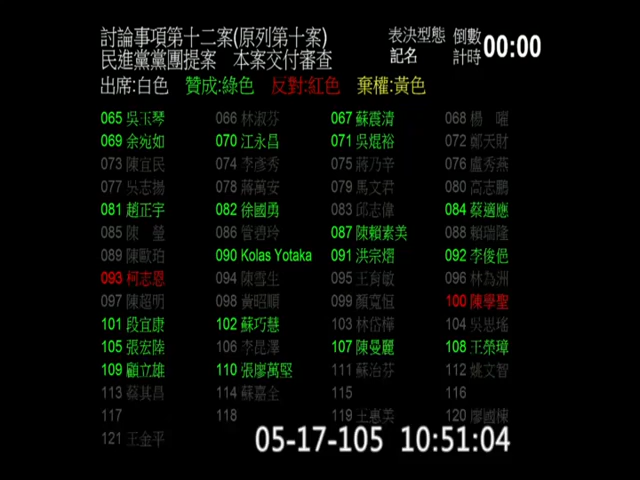 討論事項第十二案(原列第十案) 表決型態 倒數 00:00
民進黨黨團提案 本案交付審查 記名 計時
出席:白色 贊成:綠色 反對:紅色 棄權:黃色
065 吳玉琴 066 林淑芬 067 蘇震清 068 楊 曜
069 余宛如 070 江永昌 071 吳焜裕 072 鄭天財
073 陳宜民 074 李彥秀 075 蔣乃辛 076 盧秀燕
077 吳志揚 078 蔣萬安 079 馬文君 080 高志鵬
081 趙正宇 082 徐國勇 083 邱志偉 084 蔡適應
085 陳 瑩 086 管碧玲 087 陳賴素美 088 賴瑞隆
089 陳歐珀 090 Kolas Yotaka 091 洪宗熠 092 李俊俋
093 柯志恩 094 陳雪生 095 王育敏 096 林為洲
097 陳超明 098 黃昭順 099 顏寬恒 100 陳學聖
101 段宜康 102 蘇巧慧 103 林岱樺 104 吳思瑤
105 張宏陸 106 李昆澤 107 陳曼麗 108 王榮璋
109 顧立雄 110 張廖萬堅 111 蘇治芬 112 姚文智
113 蔡其昌 114 蘇嘉全 115 116
117 118 119 王惠美 120 廖國棟
121 王金平 05-17-105 10:51:04